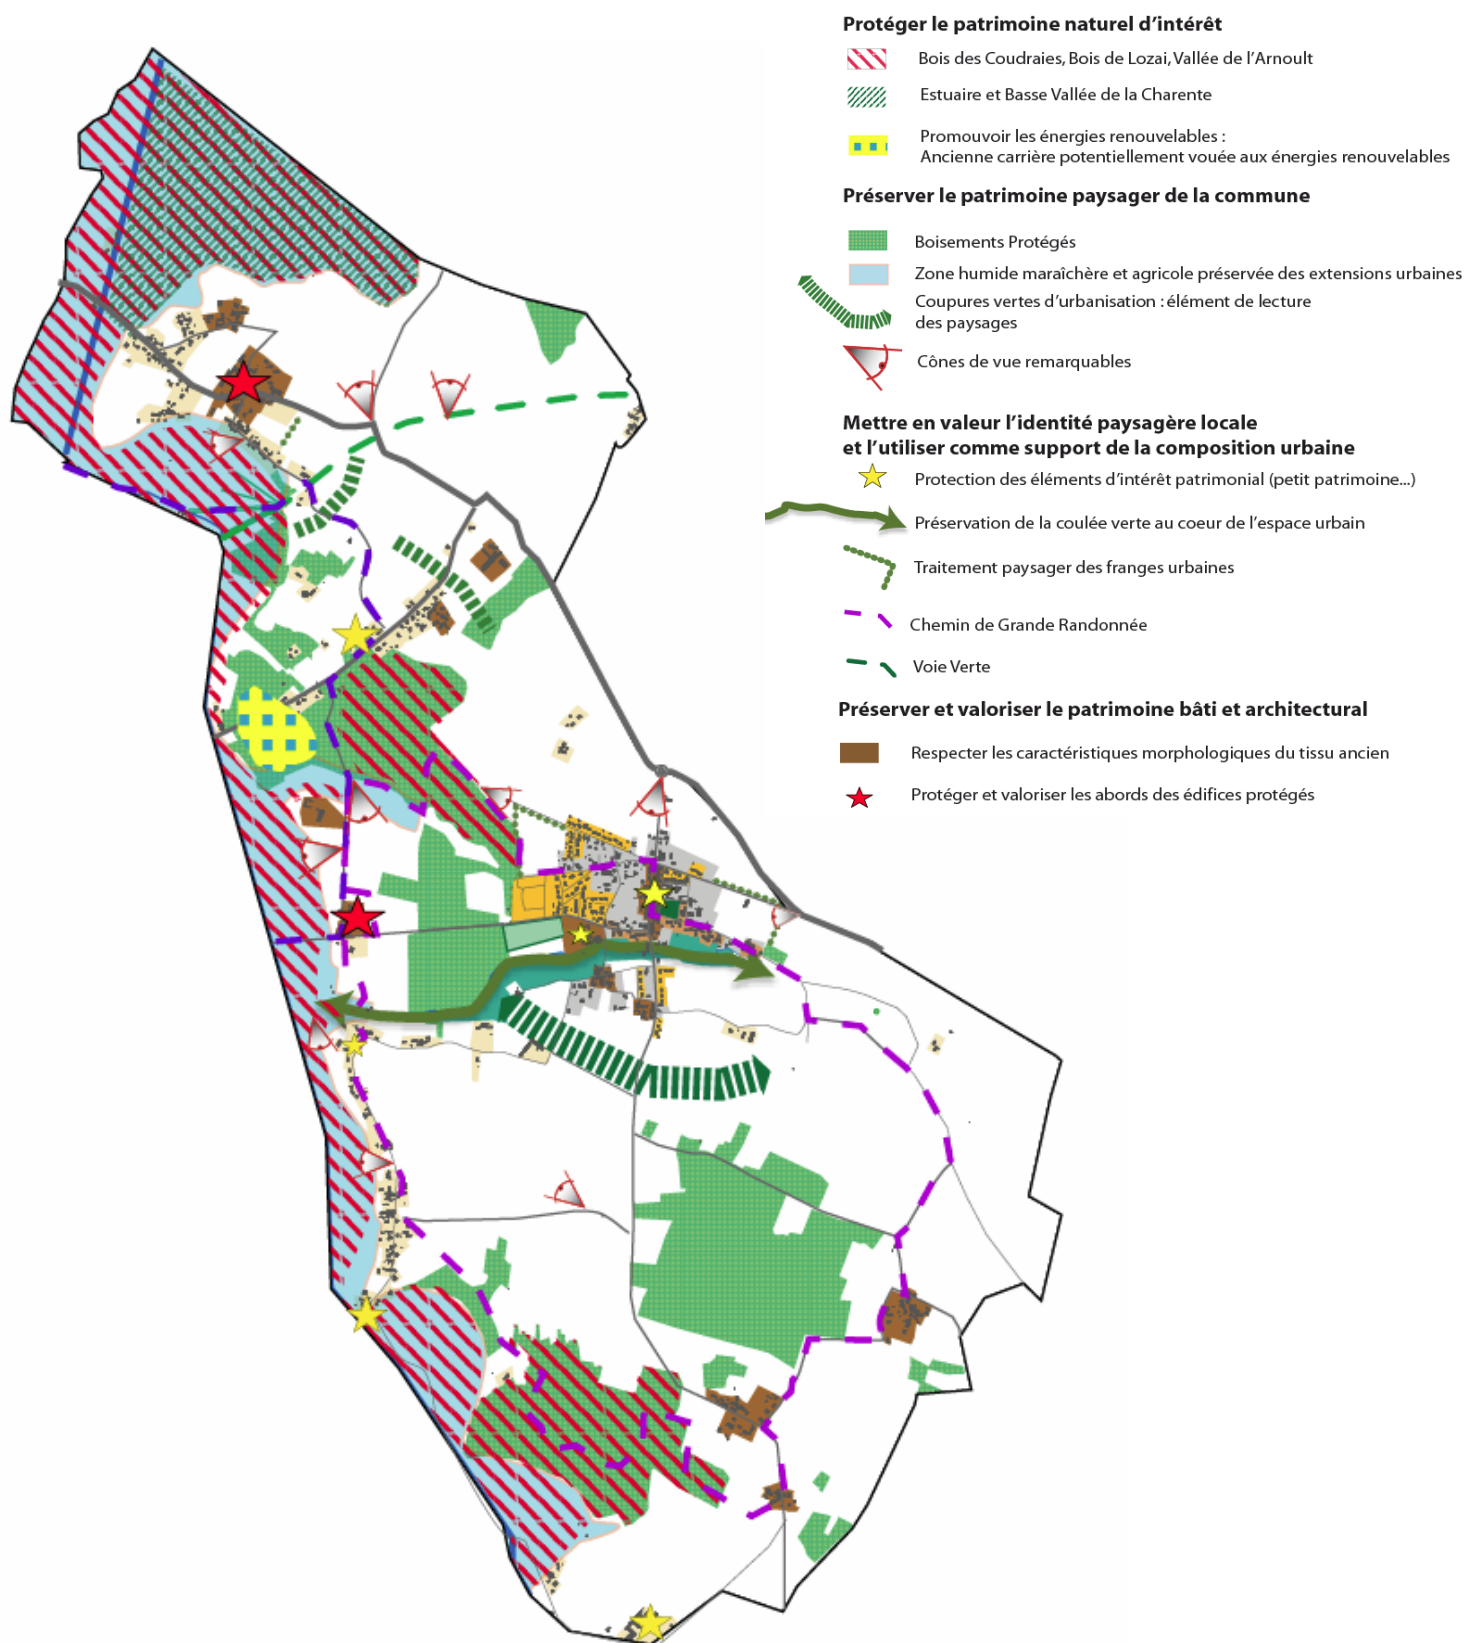 Protéger le patrimoine naturel d’intérêt
Bois des Coudraies, Bois de Lozai, Vallée de l’Arnoult
Estuaire et Basse Vallée de la Charente
Promouvoir les énergies renouvelables :
Ancienne carrière potentiellement vouée aux énergies renouvelables
Préserver le patrimoine paysager de la commune
Boisements Protégés
Zone humide maraîchère et agricole préservée des extensions urbaines
Coupures vertes d’urbanisation : élément de lecture
des paysages
Cônes de vue remarquables
Mettre en valeur l’identité paysagère locale
et l’utiliser comme support de la composition urbaine
Protection des éléments d’intérêt patrimonial (petit patrimoine...)
Préservation de la coulée verte au coeur de l’espace urbain
Traitement paysager des franges urbaines
Chemin de Grande Randonnée
Voie Verte
Préserver et valoriser le patrimoine bâti et architectural
Respecter les caractéristiques morphologiques du tissu ancien
Protéger et valoriser les abords des édifices protégés